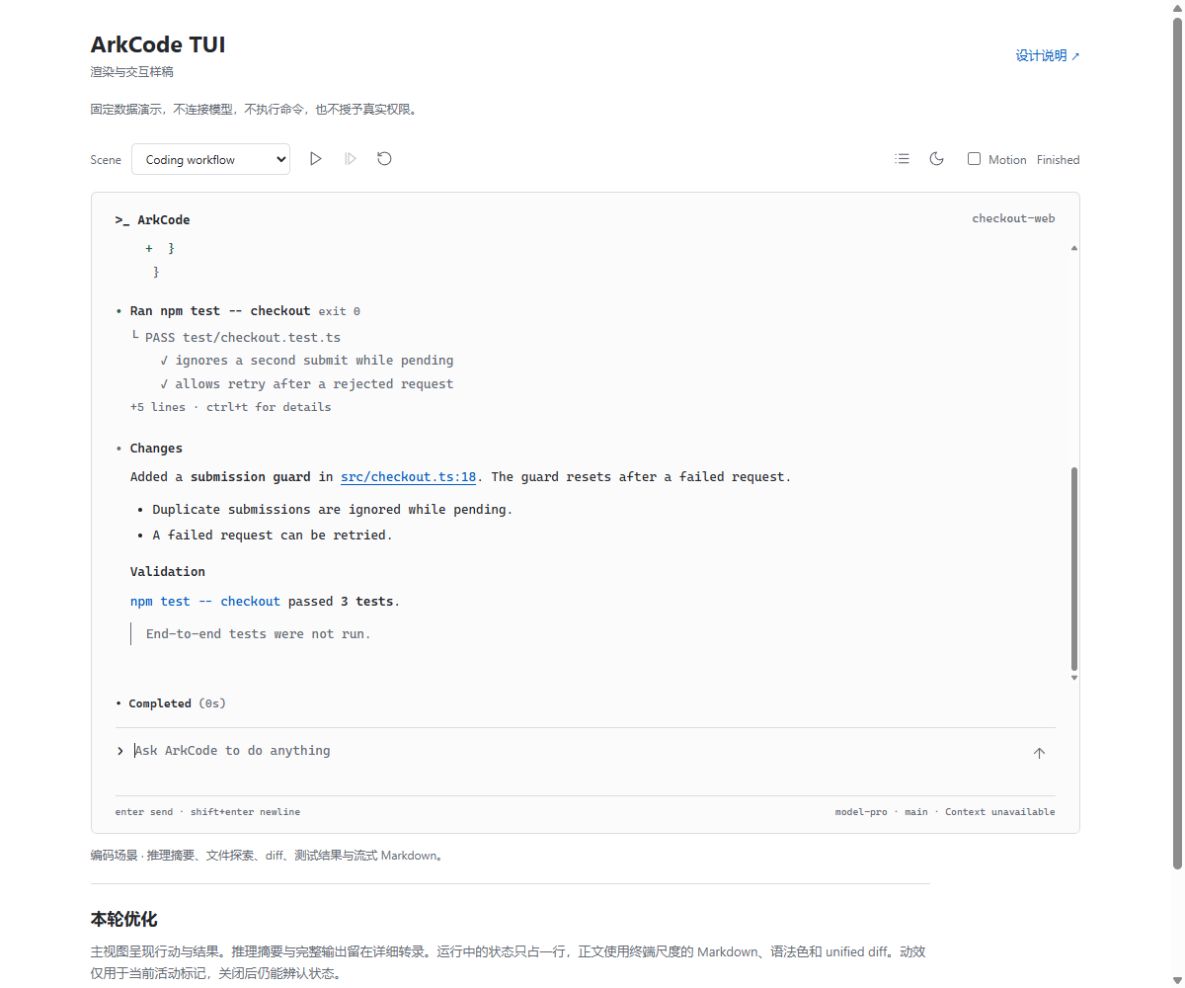 ArkCode TUI
设计说明 ↗
渲染与交互样稿
固定数据演示，不连接模型，不执行命令，也不授予真实权限。
Scene Coding workflow Motion Finished
>_ ArkCode checkout-web
+ }
}
• Ran npm test -- checkout exit 0
└ PASS test/checkout.test.ts
√ ignores a second submit while pending
√ allows retry after a rejected request
+5 lines · ctrl+t for details
• Changes
Added a submission guard in src/checkout.ts:18. The guard resets after a failed request.
• Duplicate submissions are ignored while pending.
• A failed request can be retried.
Validation
npm test -- checkout passed 3 tests.
End-to-end tests were not run.
• Completed (0s)
› Ask ArkCode to do anything ↑
enter send · shift+enter newline model-pro · main · Context unavailable
编码场景 · 推理摘要、文件探索、diff、测试结果与流式 Markdown。
本轮优化
主视图呈现行动与结果。推理摘要与完整输出留在详细转录。运行中的状态只占一行，正文使用终端尺度的 Markdown、语法色和 unified diff。动效
仅用于当前活动标记，关闭后仍能辨认状态。